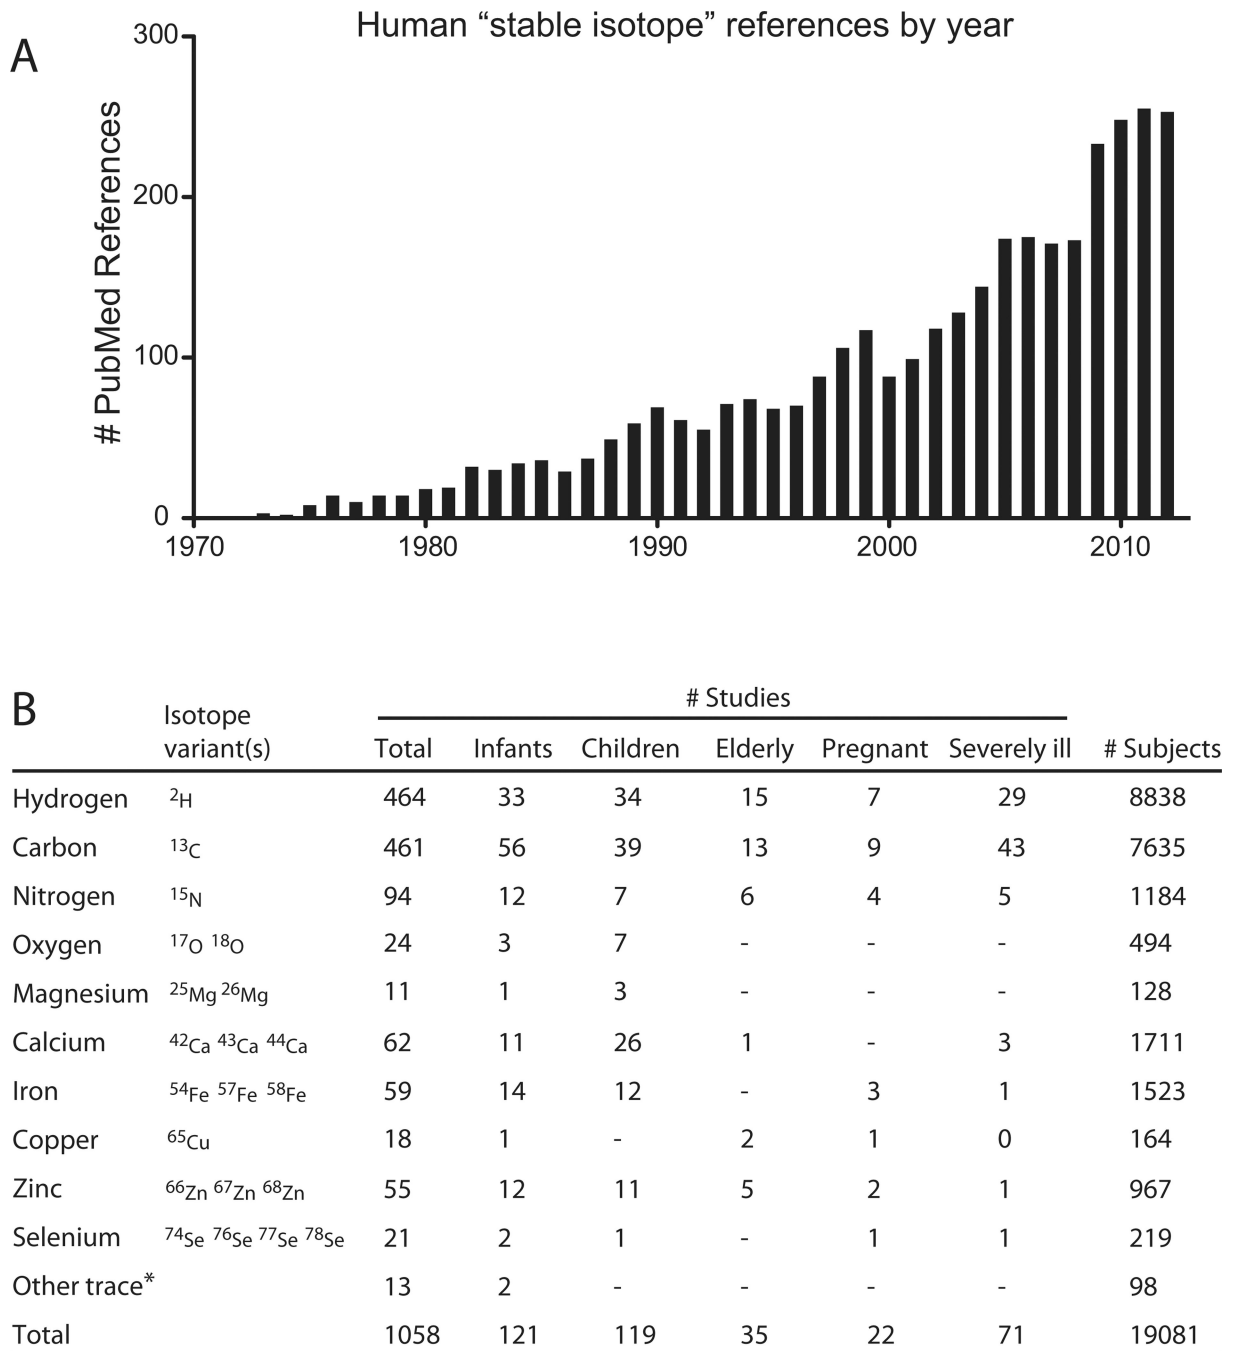 A
Human “stable isotope” references by year
# PubMed References
300
200
100
0
1970 1980 1990 2000 2010
B
# Studies
Isotope variant(s) Total Infants Children Elderly Pregnant Severely ill # Subjects
Hydrogen ²H 464 33 34 15 7 29 8838
Carbon ¹³C 461 56 39 13 9 43 7635
Nitrogen ¹⁵N 94 12 7 6 4 5 1184
Oxygen ¹⁷O ¹⁸O 24 3 7 - - - 494
Magnesium ²⁵Mg ²⁶Mg 11 1 3 - - - 128
Calcium ⁴²Ca ⁴³Ca ⁴⁴Ca 62 11 26 1 - 3 1711
Iron ⁵⁴Fe ⁵⁷Fe ⁵⁸Fe 59 14 12 - 3 1 1523
Copper ⁶⁵Cu 18 1 - 2 1 0 164
Zinc ⁶⁶Zn ⁶⁷Zn ⁶⁸Zn 55 12 11 5 2 1 967
Selenium ⁷⁴Se ⁷⁶Se ⁷⁷Se ⁷⁸Se 21 2 1 - 1 1 219
Other trace* 13 2 - - - - 98
Total 1058 121 119 35 22 71 19081